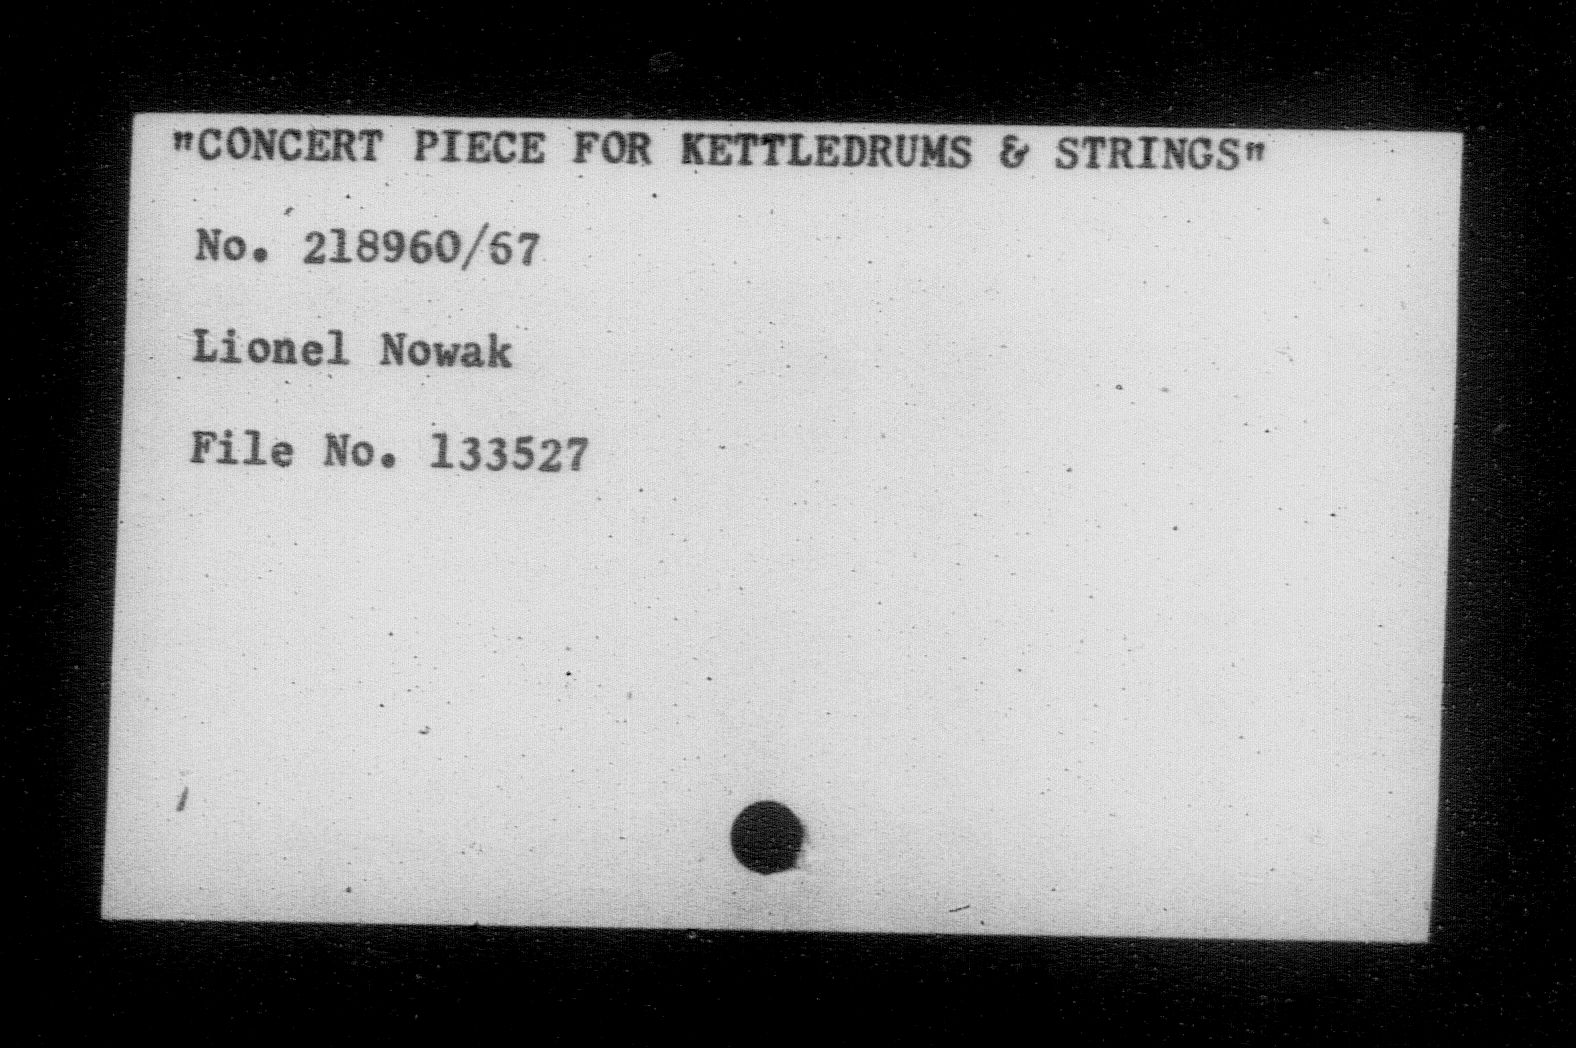 "CONCERT PIECE FOR KETTLEDRUMS & STRINGS"
No. 218960/67
Lionel Nowak
File No. 133527